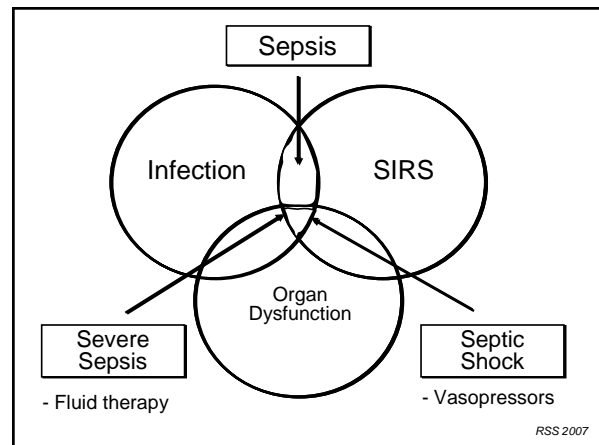 Sepsis
Infection
SIRS
Organ
Dysfunction
Severe
Sepsis
- Fluid therapy
Septic
Shock
- Vasopressors
RSS 2007